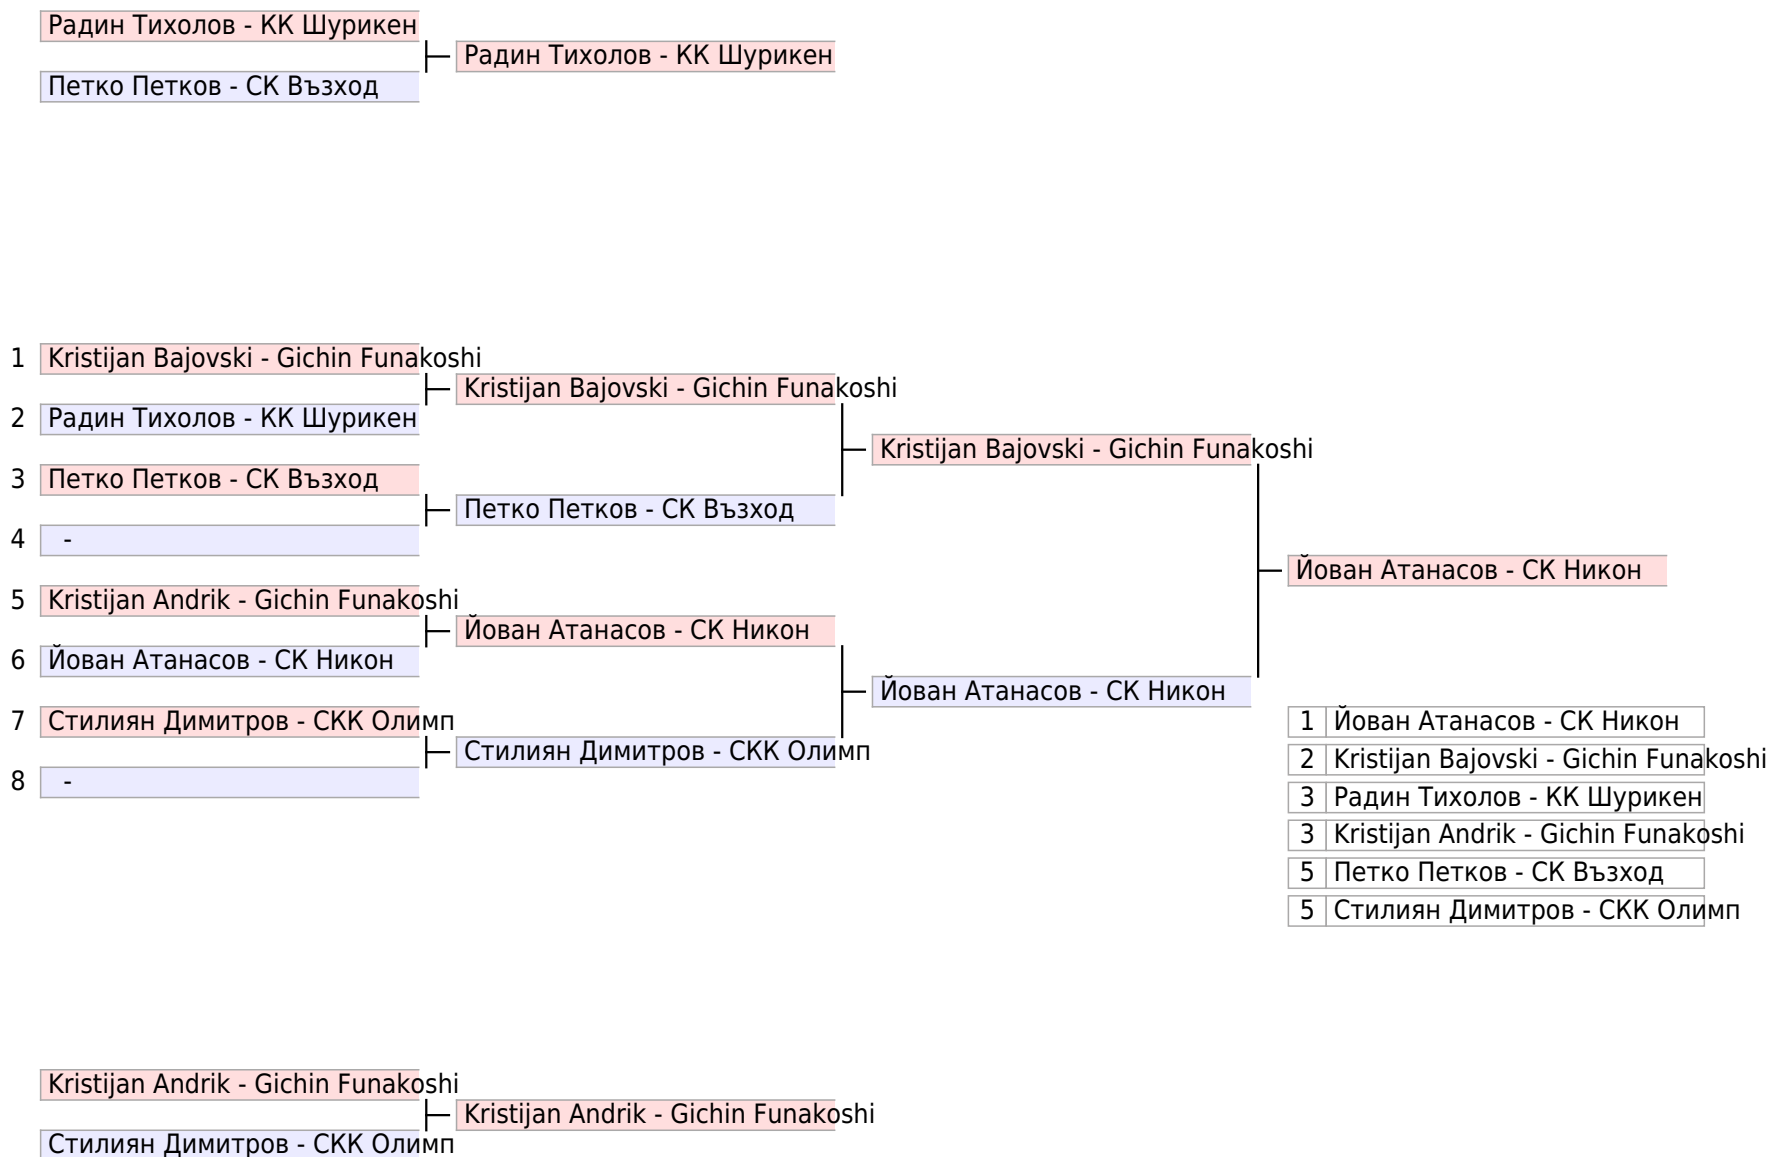 Радин Тихолов - КК Шурикен
Радин Тихолов - КК Шурикен
Петко Петков - СК Възход
1 Kristijan Bajovski - Gichin Funakoshi
Kristijan Bajovski - Gichin Funakoshi
2 Радин Тихолов - КК Шурикен
Kristijan Bajovski - Gichin Funakoshi
3 Петко Петков - СК Възход
Петко Петков - СК Възход
4 -
Йован Атанасов - СК Никон
5 Kristijan Andrik - Gichin Funakoshi
Йован Атанасов - СК Никон
6 Йован Атанасов - СК Никон
Йован Атанасов - СК Никон
7 Стилиян Димитров - СКК Олимп
Стилиян Димитров - СКК Олимп
8 -
1 Йован Атанасов - СК Никон
2 Kristijan Bajovski - Gichin Funakoshi
3 Радин Тихолов - КК Шурикен
3 Kristijan Andrik - Gichin Funakoshi
5 Петко Петков - СК Възход
5 Стилиян Димитров - СКК Олимп
Kristijan Andrik - Gichin Funakoshi
Kristijan Andrik - Gichin Funakoshi
Стилиян Димитров - СКК Олимп